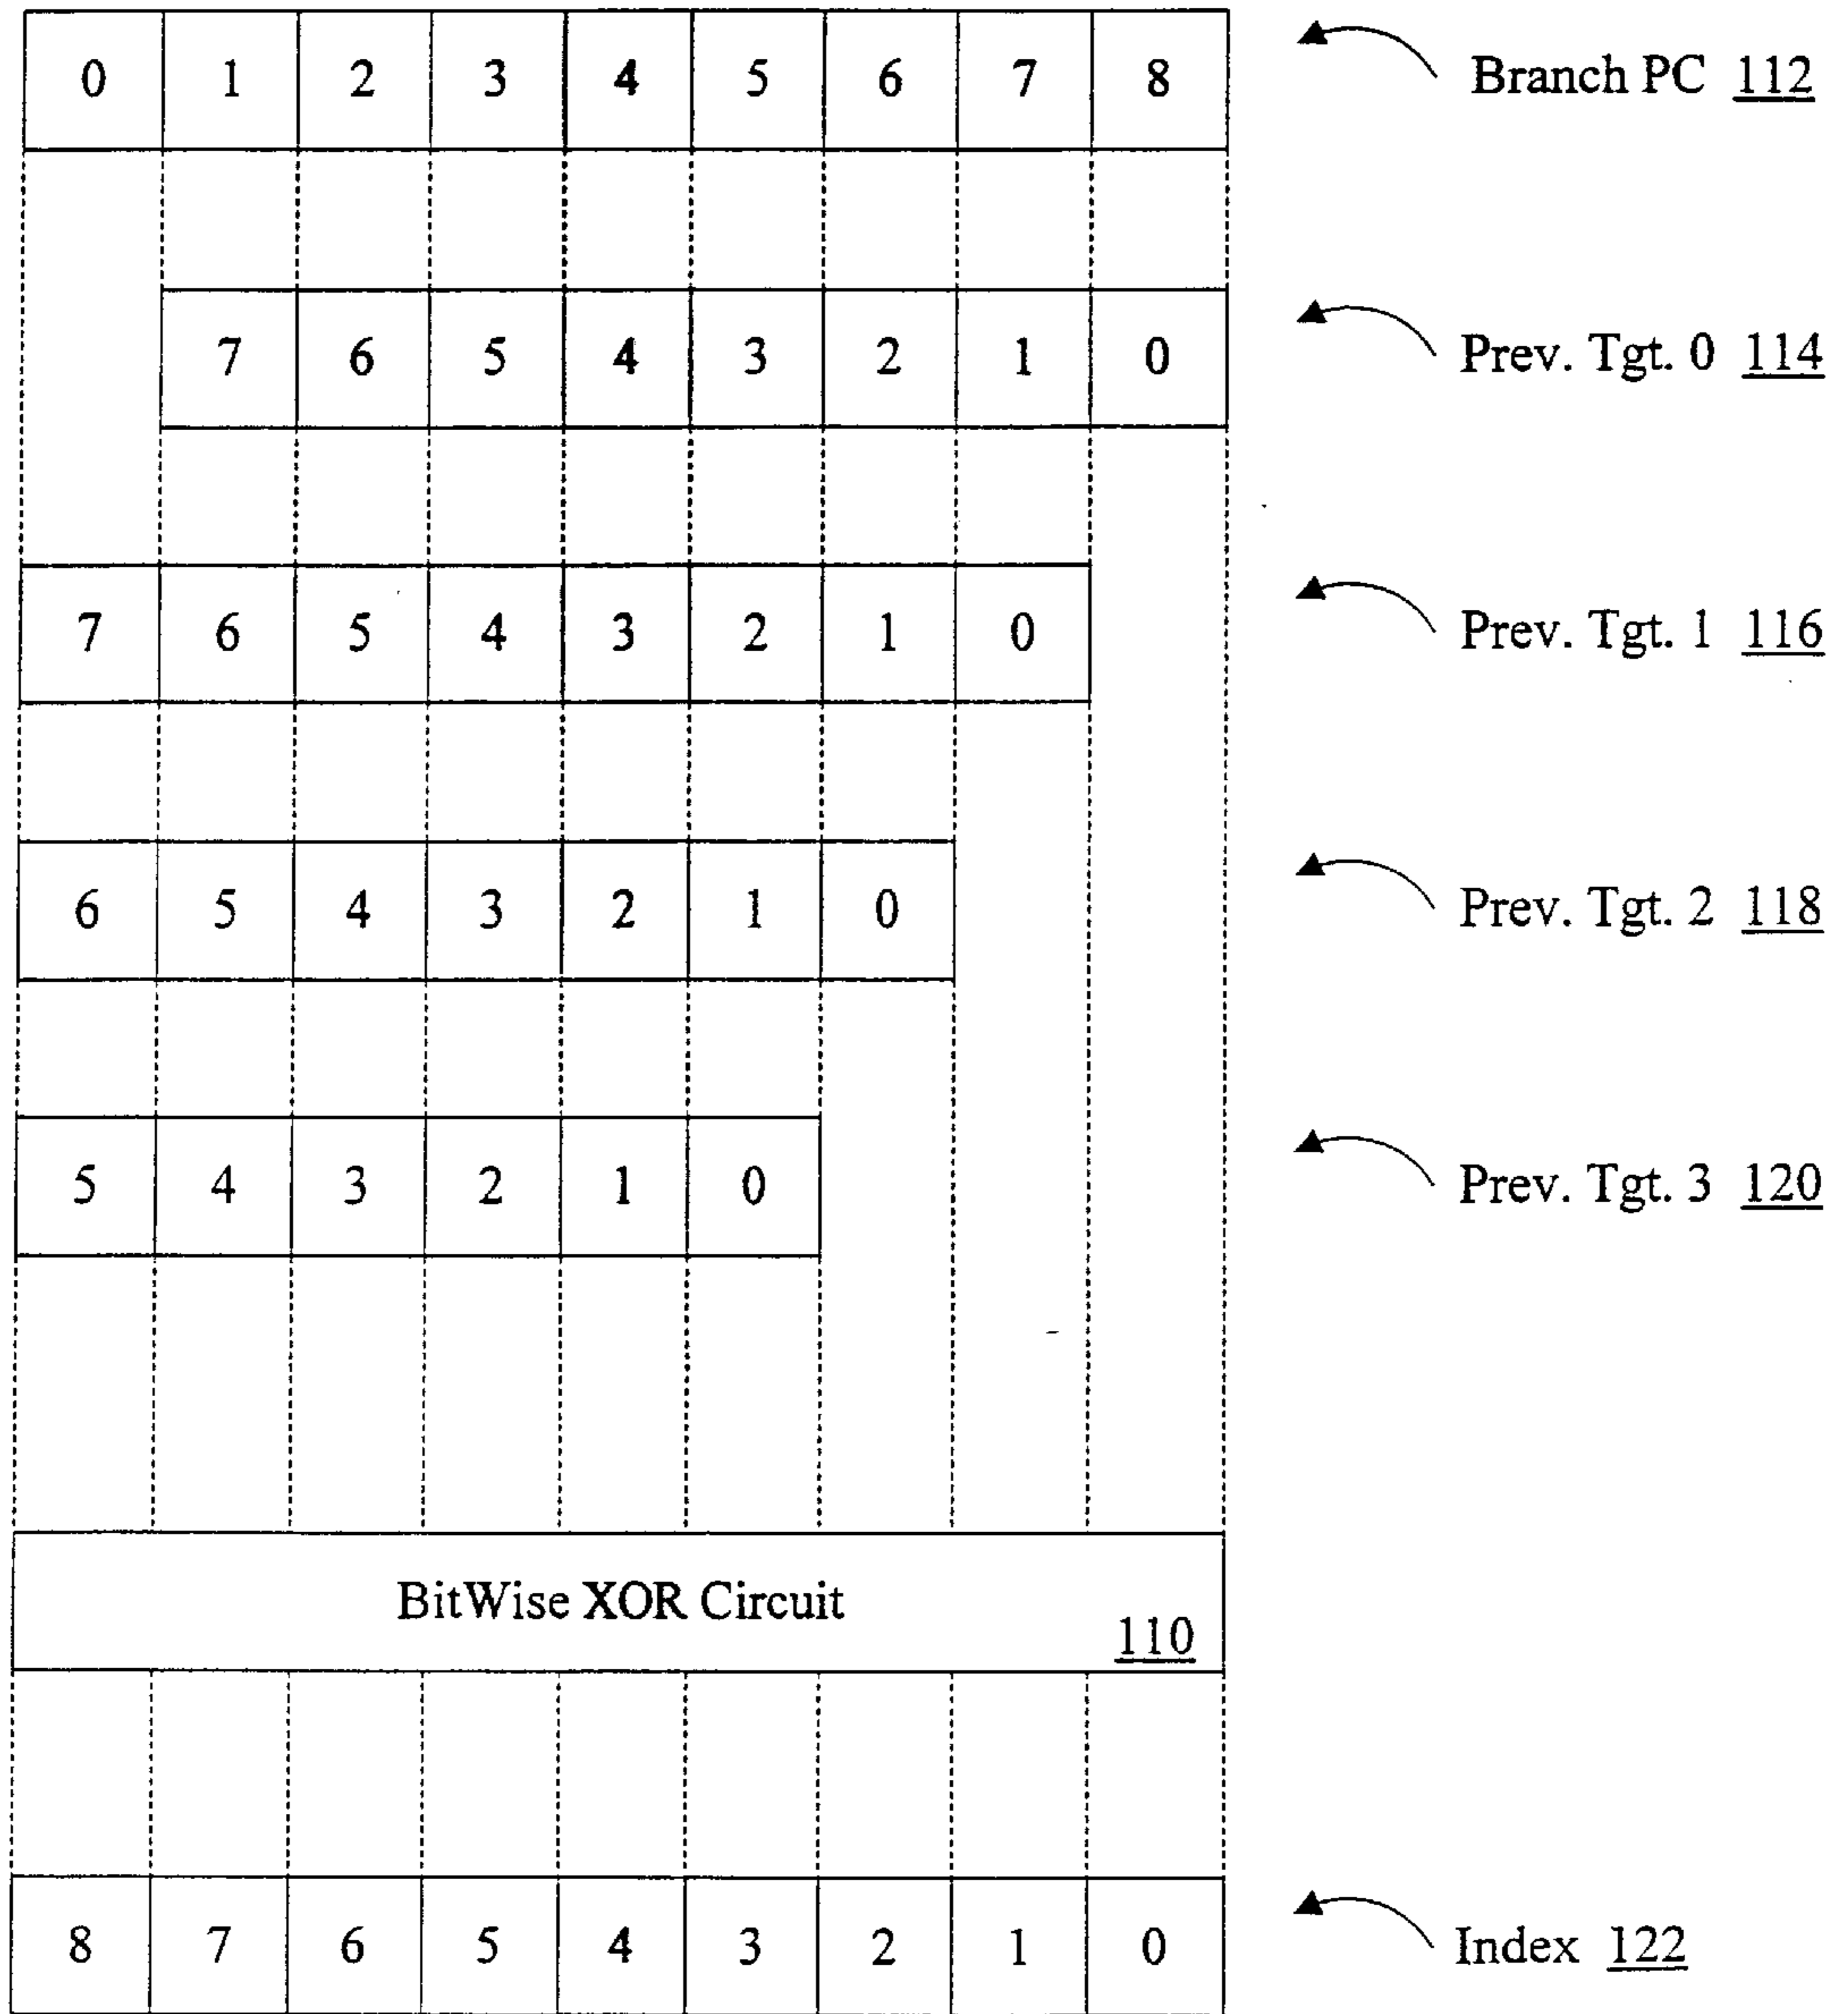 0 1 2 3 4 5 6 7 8 Branch PC 112
7 6 5 4 3 2 1 0 Prev. Tgt. 0 114
7 6 5 4 3 2 1 0 Prev. Tgt. 1 116
6 5 4 3 2 1 0 Prev. Tgt. 2 118
5 4 3 2 1 0 Prev. Tgt. 3 120
BitWise XOR Circuit
110
8 7 6 5 4 3 2 1 0 Index 122